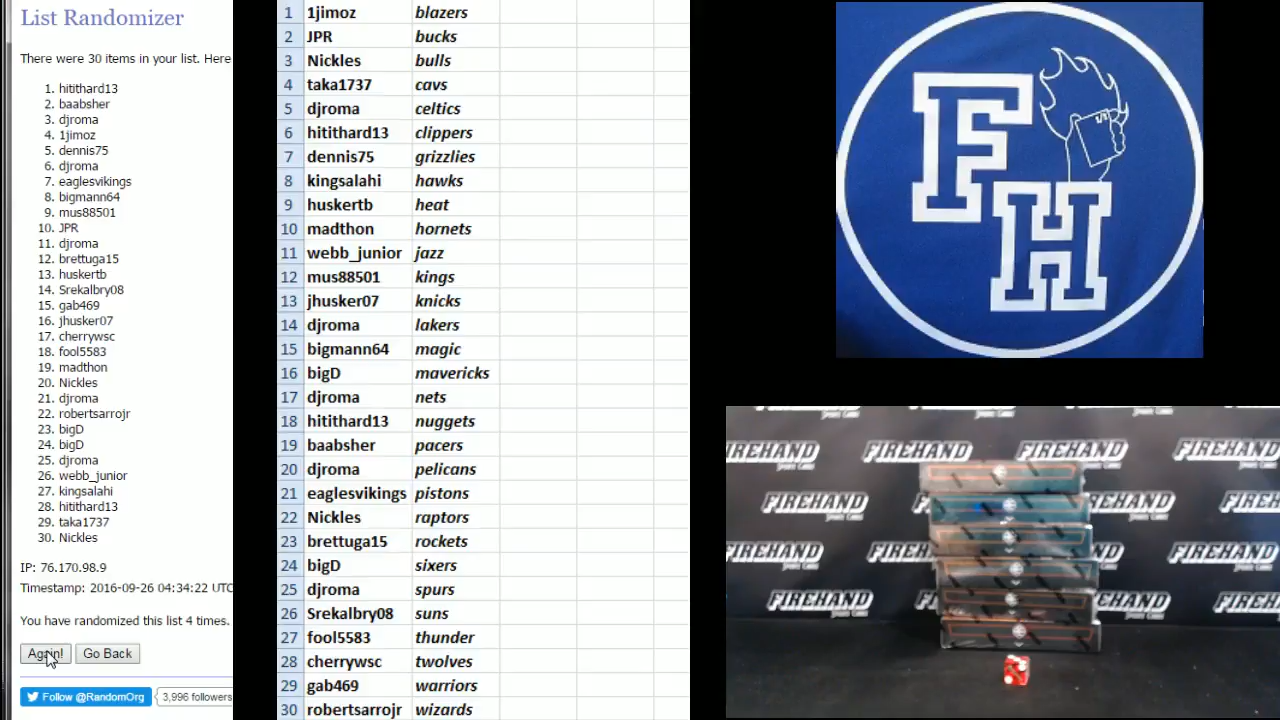 List Randomizer
There were 30 items in your list. Here
1. hitithard13
2. baabsher
3. djroma
4. 1jimoz
5. dennis75
6. djroma
7. eaglesvikings
8. bigmann64
9. mus88501
10. JPR
11. djroma
12. brettuga15
13. huskertb
14. Srekalbry08
15. gab469
16. jhusker07
17. cherrywsc
18. fool5583
19. madthon
20. Nickles
21. djroma
22. robertsarrojr
23. bigD
24. bigD
25. djroma
26. webb_junior
27. kingsalahi
28. hitithard13
29. taka1737
30. Nickles
IP: 76.170.98.9
Timestamp: 2016-09-26 04:34:22 UTC
You have randomized this list 4 times.
Again! Go Back
Follow @RandomOrg 3,996 followers
1 1jimoz blazers
2 JPR bucks
3 Nickles bulls
4 taka1737 cavs
5 djroma celtics
6 hitithard13 clippers
7 dennis75 grizzlies
8 kingsalahi hawks
9 huskertb heat
10 madthon hornets
11 webb_junior jazz
12 mus88501 kings
13 jhusker07 knicks
14 djroma lakers
15 bigmann64 magic
16 bigD mavericks
17 djroma nets
18 hitithard13 nuggets
19 baabsher pacers
20 djroma pelicans
21 eaglesvikings pistons
22 Nickles raptors
23 brettuga15 rockets
24 bigD sixers
25 djroma spurs
26 Srekalbry08 suns
27 fool5583 thunder
28 cherrywsc twolves
29 gab469 warriors
30 robertsarrojr wizards
FH
FIREHAND FIREHAND FIREHAND FIREHAND
FIREHAND FIREHAND
FIREHAND FIREHAND FIREHAND
FIREHAND FIREHAND